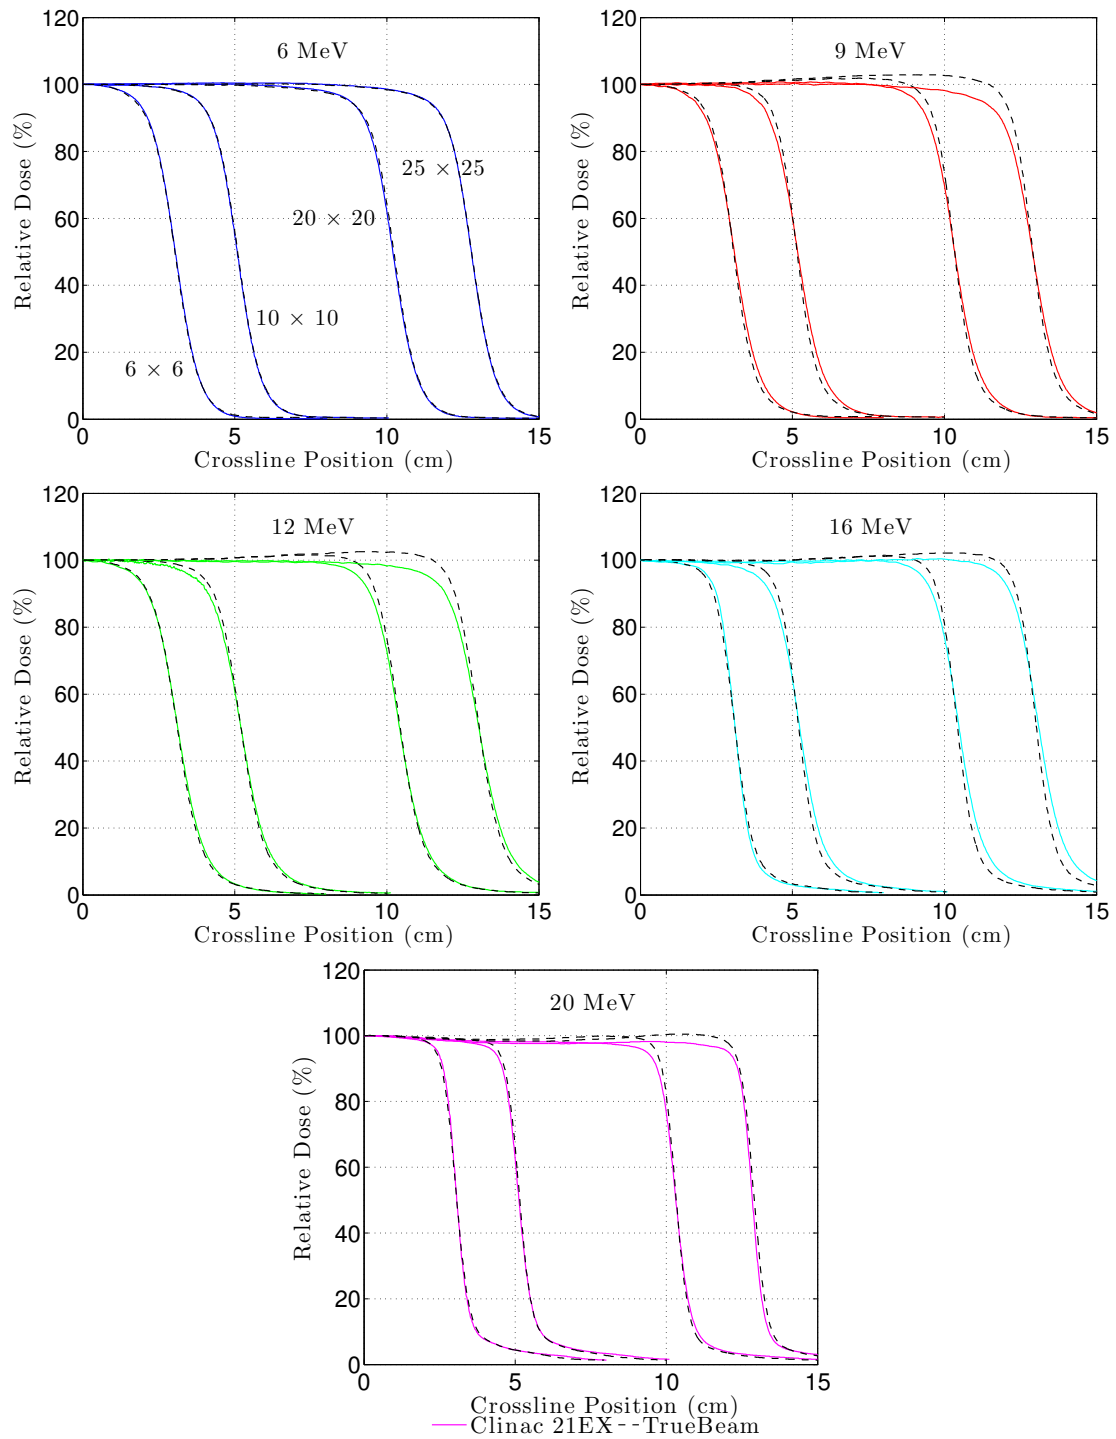 120
100
80
60
40
20
0
0 5 10 15
Relative Dose (%)
Crossline Position (cm)
6 MeV
25 × 25
20 × 20
10 × 10
6 × 6
120
100
80
60
40
20
0
0 5 10 15
Relative Dose (%)
Crossline Position (cm)
9 MeV
120
100
80
60
40
20
0
0 5 10 15
Relative Dose (%)
Crossline Position (cm)
12 MeV
120
100
80
60
40
20
0
0 5 10 15
Relative Dose (%)
Crossline Position (cm)
16 MeV
120
100
80
60
40
20
0
0 5 10 15
Relative Dose (%)
Crossline Position (cm)
20 MeV
Clinac 21EX TrueBeam